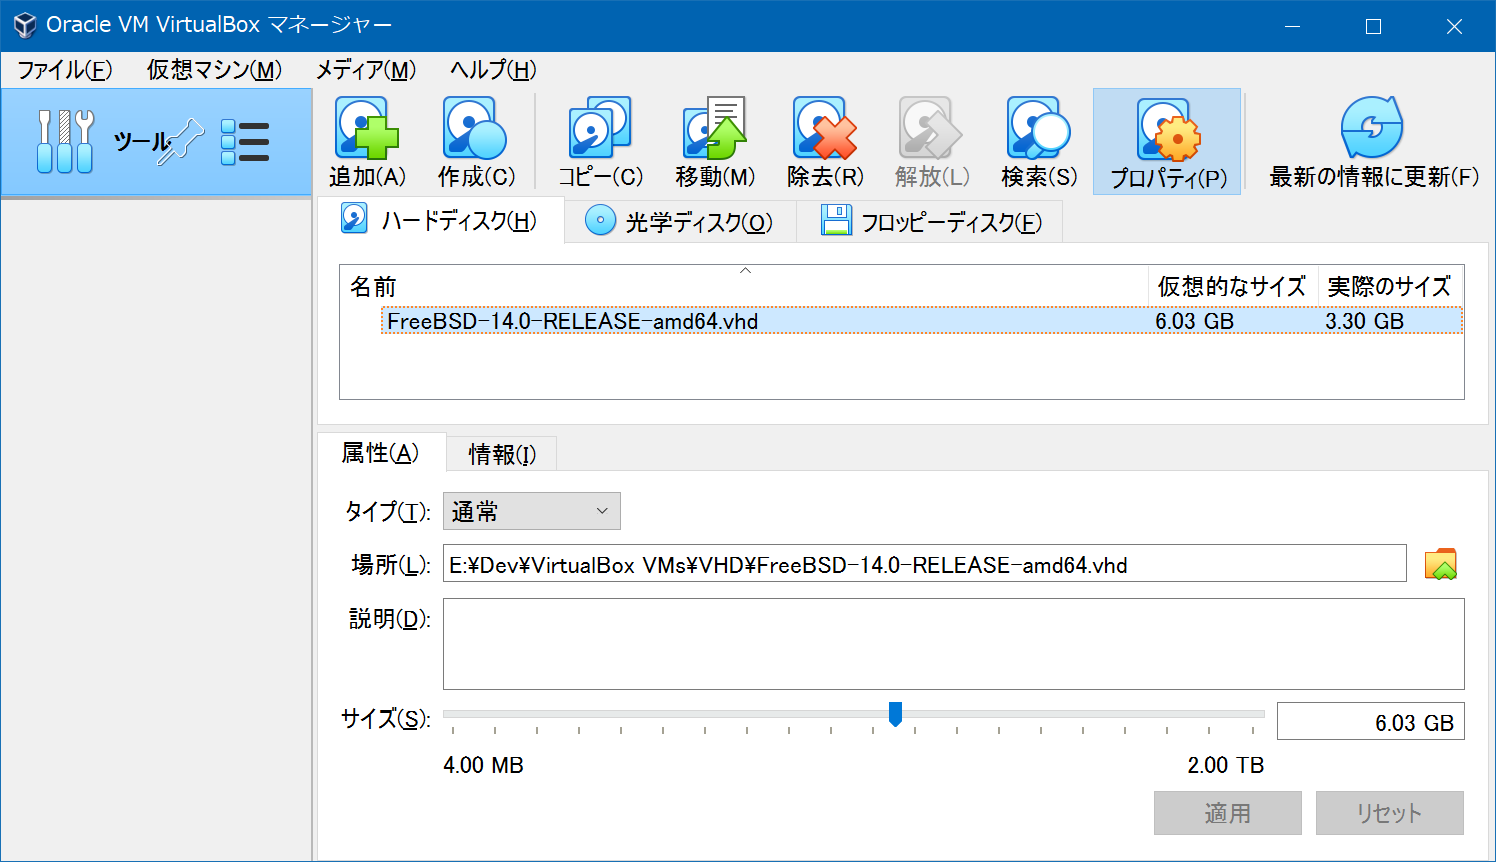 Oracle VM VirtualBox マネージャー
ファイル(F) 仮想マシン(M) メディア(M) ヘルプ(H)
ツール
追加(A) 作成(C) コピー(C) 移動(M) 除去(R) 解放(L) 検索(S) プロパティ(P) 最新の情報に更新(F)
ハードディスク(H) 光学ディスク(O) フロッピーディスク(F)
名前 仮想的なサイズ 実際のサイズ
FreeBSD-14.0-RELEASE-amd64.vhd 6.03 GB 3.30 GB
属性(A) 情報(I)
タイプ(T): 通常
場所(L): E:¥Dev¥VirtualBox VMs¥VHD¥FreeBSD-14.0-RELEASE-amd64.vhd
説明(D):
サイズ(S): 6.03 GB
4.00 MB 2.00 TB
適用 リセット